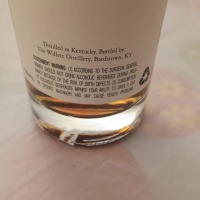 Distilled in Kentucky, Bottled by:
The Willett Distillery, Bardstown, KY
GOVERNMENT WARNING: (1) ACCORDING TO THE SURGEON GENERAL,
WOMEN SHOULD NOT DRINK ALCOHOLIC BEVERAGES DURING PREG-
NANCY BECAUSE OF THE RISK OF BIRTH DEFECTS. (2) CONSUMPTION
OF ALCOHOLIC BEVERAGES IMPAIRS YOUR ABILITY TO DRIVE A CAR
OR OPERATE MACHINERY, AND MAY CAUSE HEALTH PROBLEMS.